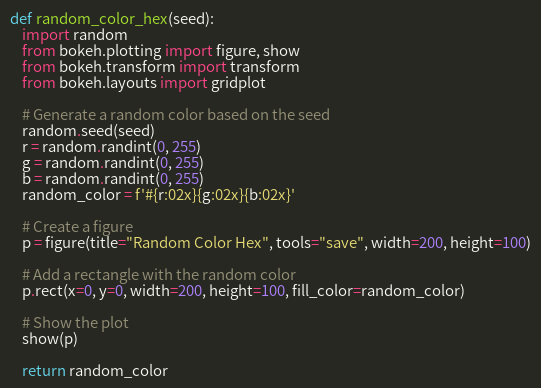 def random_color_hex(seed):
    import random
    from bokeh.plotting import figure, show
    from bokeh.transform import transform
    from bokeh.layouts import gridplot

    # Generate a random color based on the seed
    random.seed(seed)
    r = random.randint(0, 255)
    g = random.randint(0, 255)
    b = random.randint(0, 255)
    random_color = f'#{r:02x}{g:02x}{b:02x}'

    # Create a figure
    p = figure(title="Random Color Hex", tools="save", width=200, height=100)

    # Add a rectangle with the random color
    p.rect(x=0, y=0, width=200, height=100, fill_color=random_color)

    # Show the plot
    show(p)

    return random_color